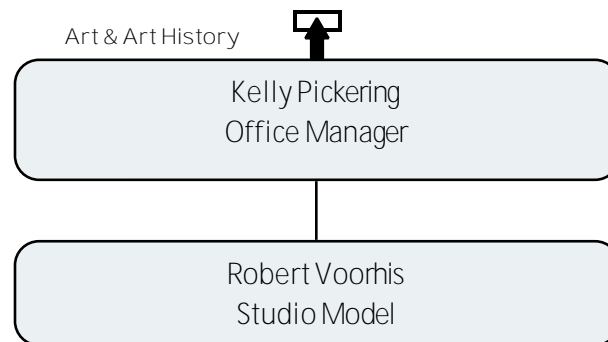 Art & Art History
Kelly Pickering
Office Manager
Robert Voorhis
Studio Model